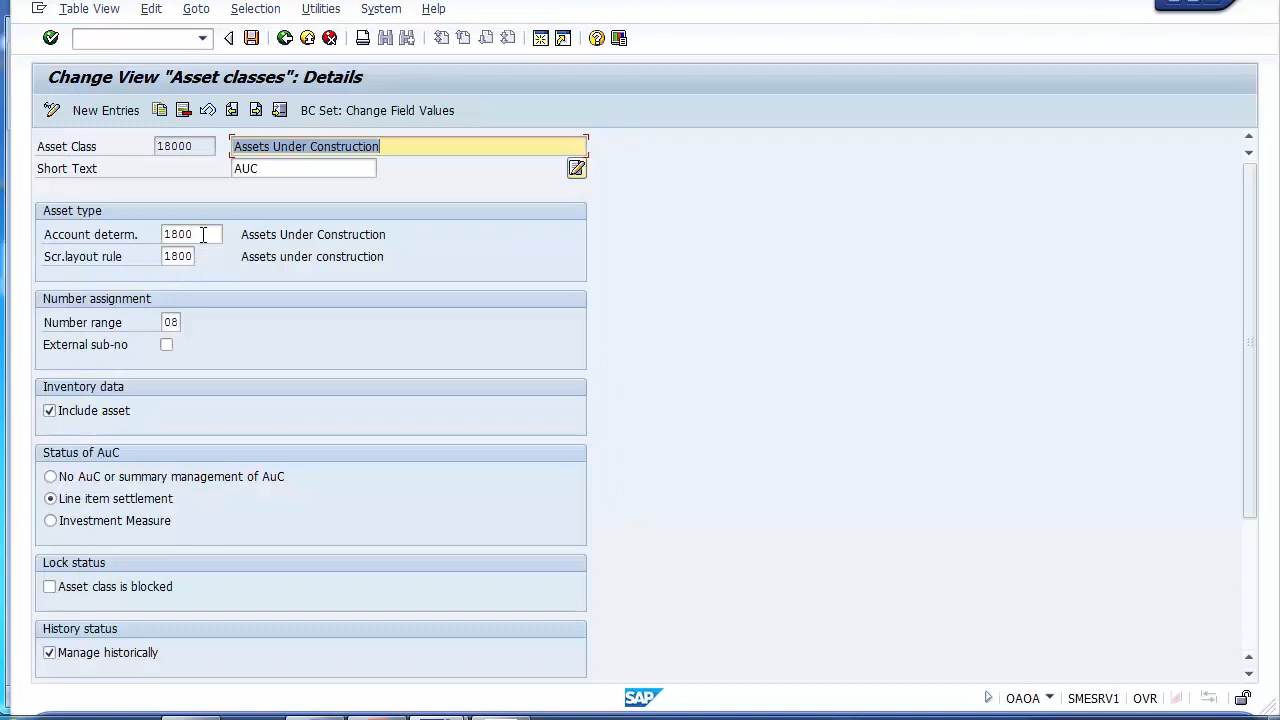 Table View Edit Goto Selection Utilities System Help
Change View "Asset classes": Details
New Entries BC Set: Change Field Values
Asset Class 18000 Assets Under Construction
Short Text AUC
Asset type
Account determ. 1800 Assets Under Construction
Scr.layout rule 1800 Assets under construction
Number assignment
Number range 08
External sub-no
Inventory data
Include asset
Status of AuC
No AuC or summary management of AuC
Line item settlement
Investment Measure
Lock status
Asset class is blocked
History status
Manage historically
SAP OAOA SMESRV1 OVR